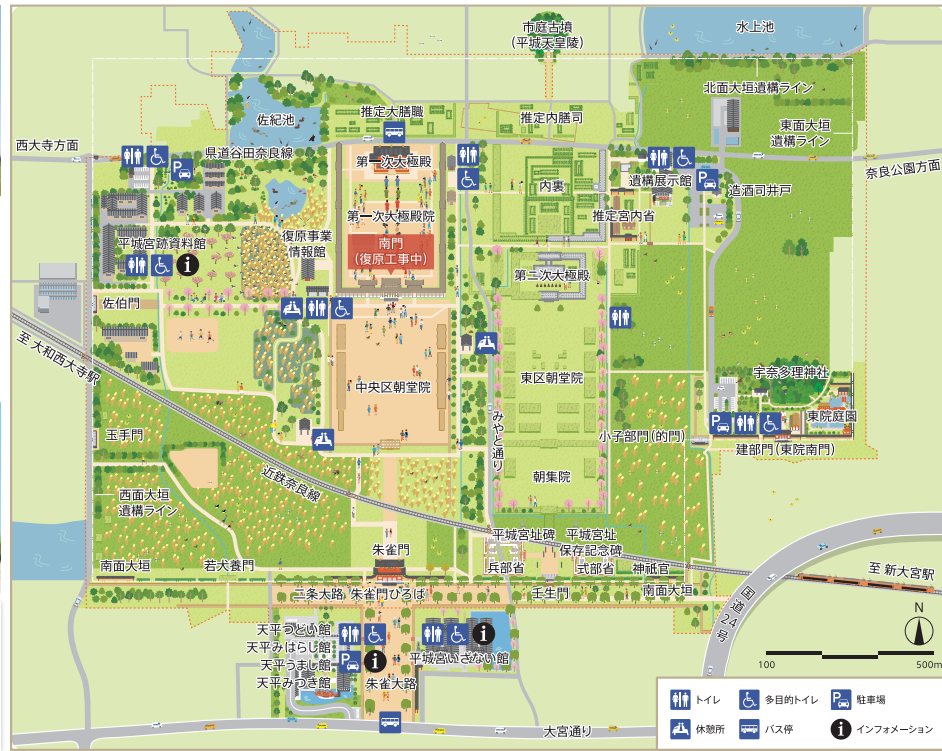 市庭古墳
(平城天皇陵)
水上池
北面大垣遺構ライン
佐紀池
推定大膳職
推定内膳司
東面大垣
遺構ライン
西大寺方面
県道谷田奈良線
第一次大極殿
奈良公園方面
内裏
遺構展示館
造酒司井戸
第一次大極殿院
推定宮内省
平城宮跡資料館
復原事業
情報館
南門
(復原工事中)
第二次大極殿
佐伯門
至 大和西大寺駅
中央区朝堂院
東区朝堂院
宇奈多理神社
東院庭園
みやと通り
小子部門(的門)
建部門(東院南門)
玉手門
近鉄奈良線
朝集院
西面大垣
遺構ライン
平城宮址碑
平城宮址
保存記念碑
朱雀門
兵部省
式部省
神祇官
南面大垣
若犬養門
至 新大宮駅
二条大路
朱雀門ひろば
壬生門
南面大垣
国道24号
N
天平つどい館
天平みはらし館
天平うまし館
天平みつき館
平城宮いざない館
朱雀大路
100
500m
大宮通り
トイレ
多目的トイレ
P
駐車場
休憩所
バス停
i
インフォメーション